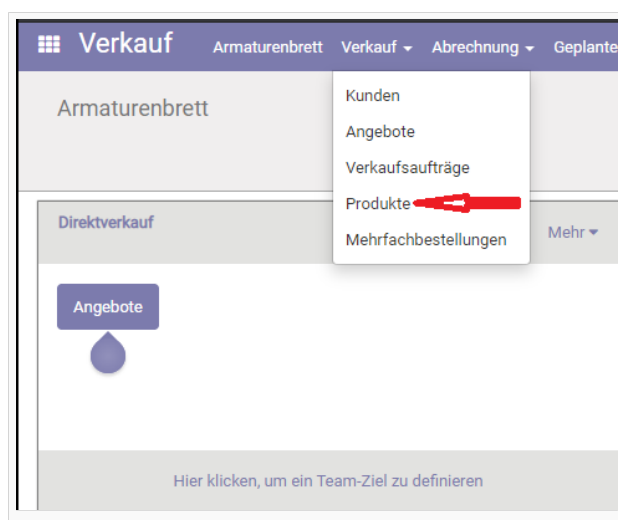 Verkauf Armaturenbrett Verkauf Abrechnung Geplante
Armaturenbrett
Kunden
Angebote
Verkaufsaufträge
Produkte
Mehrfachbestellungen
Direktverkauf
Mehr
Angebote
Hier klicken, um ein Team-Ziel zu definieren